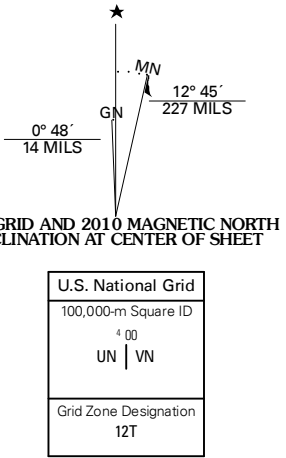 ★
MN
GN
12° 45´
227 MILS
0° 48´
14 MILS
GRID AND 2010 MAGNETIC NORTH
CLINATION AT CENTER OF SHEET
U.S. National Grid
100,000-m Square ID
4 00
UN | VN
Grid Zone Designation
12T